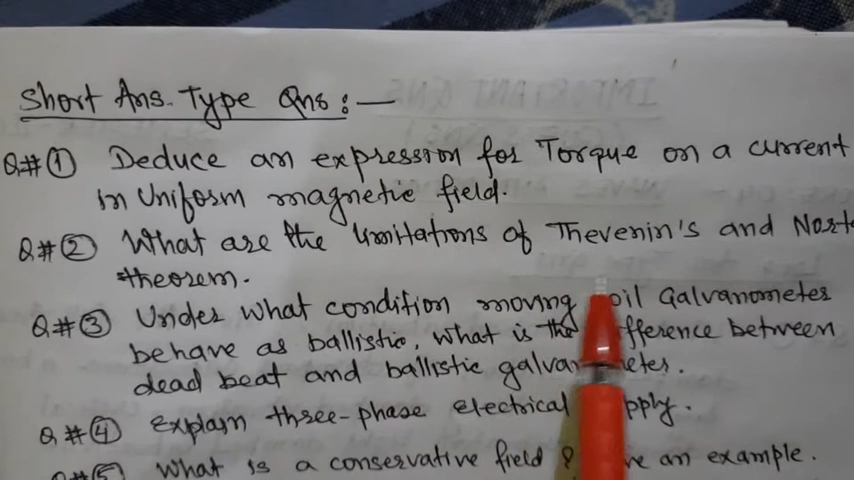 Short Ans. Type Qns :-
Q#① Deduce an expression for Torque on a current
in Uniform magnetic field.
Q#② What are the limitations of Thevenin's and
theorem.
Q#③ Under what condition moving Galvanometer
behave as ballistic, what is the between
dead beat and ballistic
Q#④ Explain three-phase electrical
Q#⑤ What is a conservative field an example.